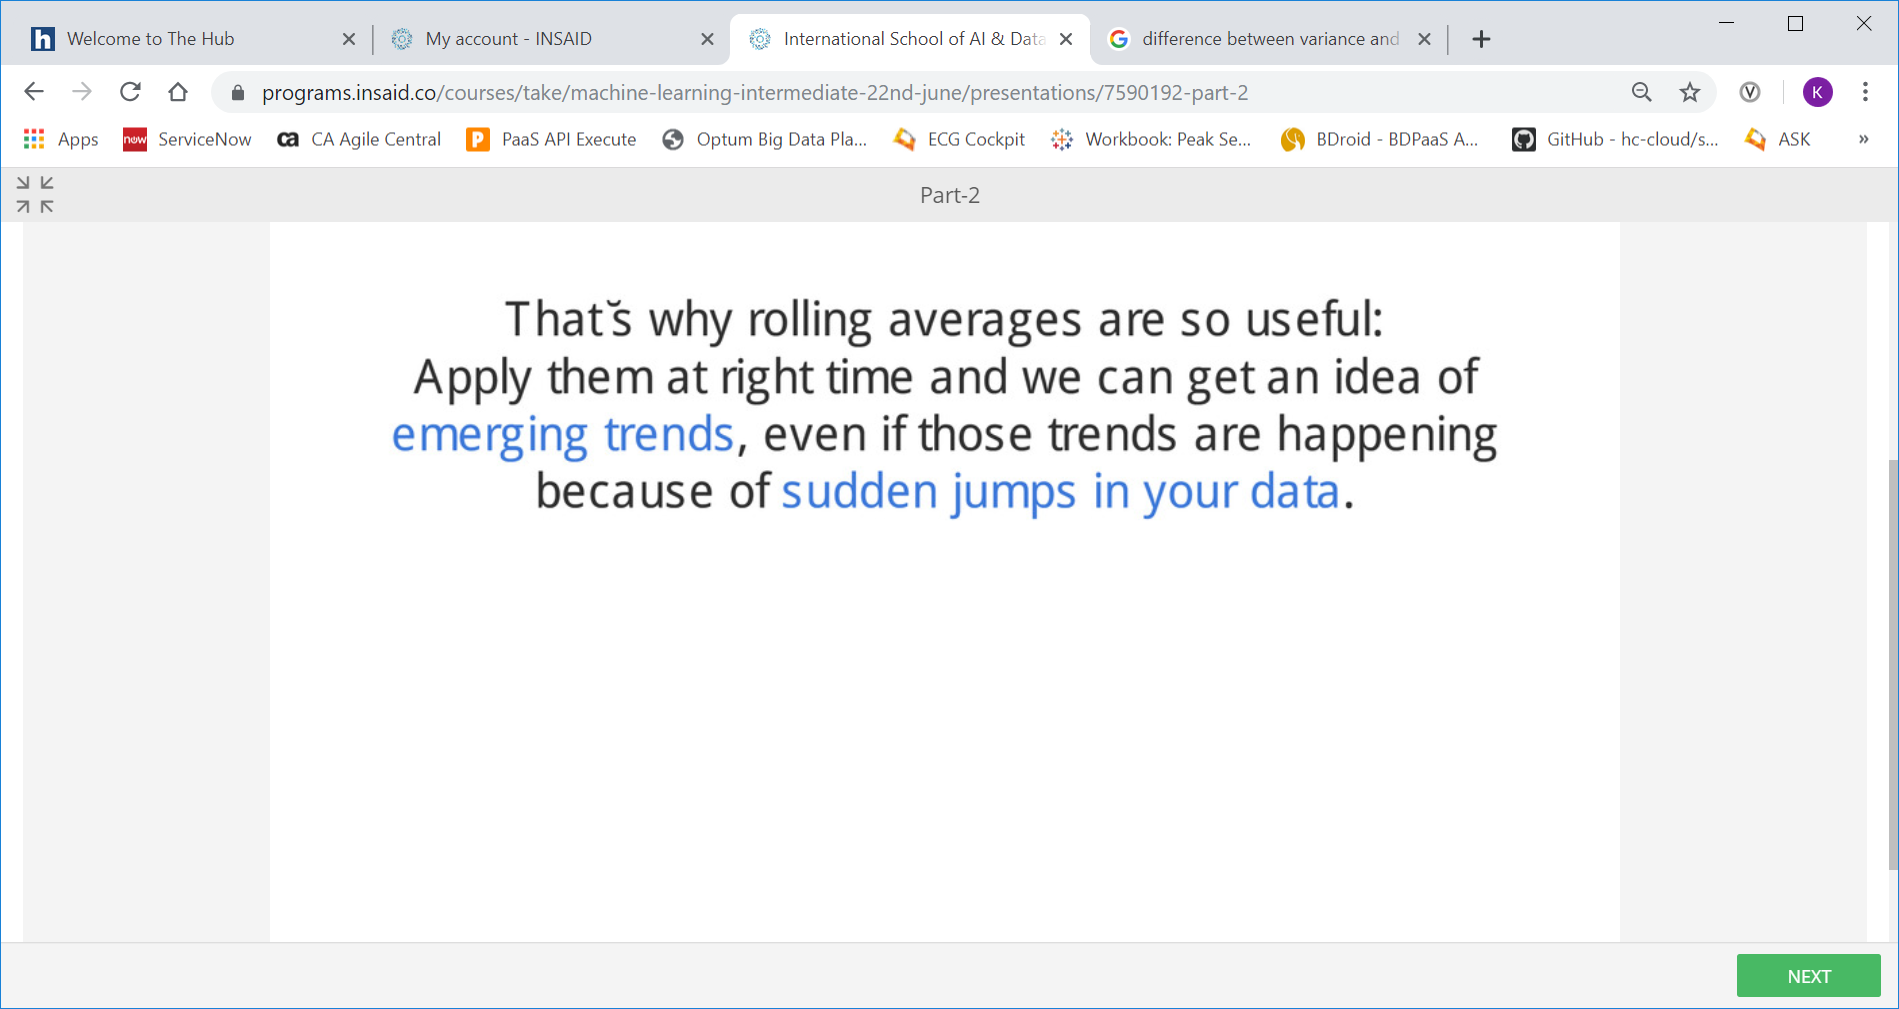 Welcome to The Hub
My account - INSAID
International School of AI & Data
difference between variance and
programs.insaid.co/courses/take/machine-learning-intermediate-22nd-june/presentations/7590192-part-2
K
Apps
now ServiceNow
ca CA Agile Central
P PaaS API Execute
Optum Big Data Pla...
ECG Cockpit
Workbook: Peak Se...
BDroid - BDPaaS A...
GitHub - hc-cloud/s...
ASK
»
Part-2
That's why rolling averages are so useful:
Apply them at right time and we can get an idea of
emerging trends, even if those trends are happening
because of sudden jumps in your data.
NEXT